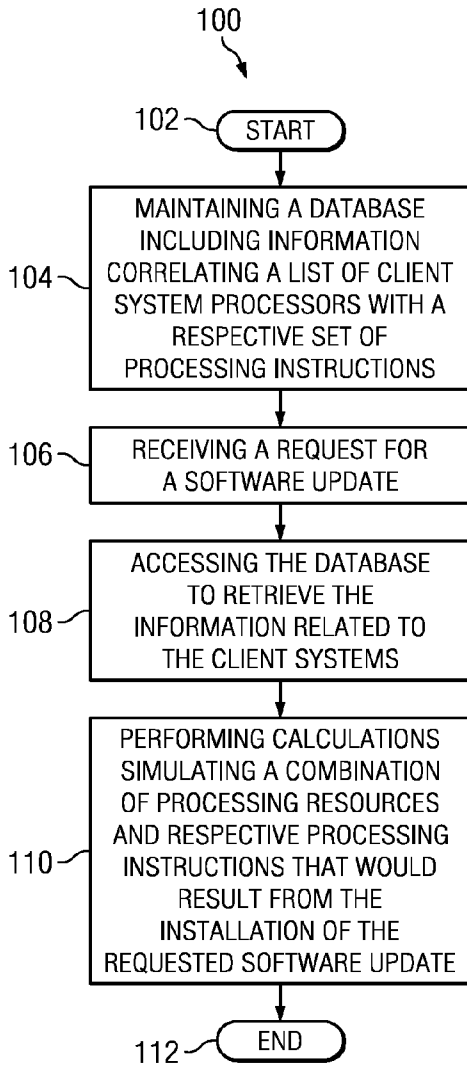 100
102
START
104
MAINTAINING A DATABASE
INCLUDING INFORMATION
CORRELATING A LIST OF CLIENT
SYSTEM PROCESSORS WITH A
RESPECTIVE SET OF
PROCESSING INSTRUCTIONS
106
RECEIVING A REQUEST FOR
A SOFTWARE UPDATE
108
ACCESSING THE DATABASE
TO RETRIEVE THE
INFORMATION RELATED TO
THE CLIENT SYSTEMS
110
PERFORMING CALCULATIONS
SIMULATING A COMBINATION
OF PROCESSING RESOURCES
AND RESPECTIVE PROCESSING
INSTRUCTIONS THAT WOULD
RESULT FROM THE
INSTALLATION OF THE
REQUESTED SOFTWARE UPDATE
112
END